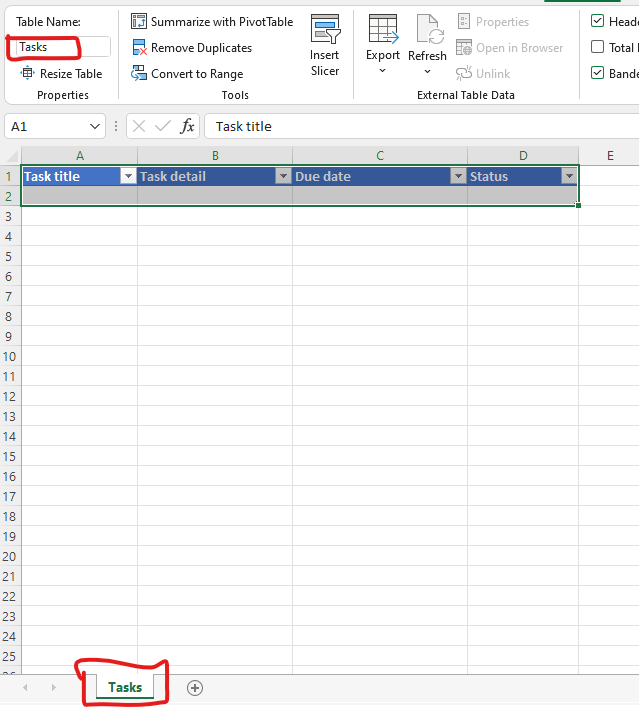 Table Name:
Tasks
Resize Table
Properties
Summarize with PivotTable
Remove Duplicates
Convert to Range
Tools
Insert
Slicer
Export
Refresh
Properties
Open in Browser
Unlink
External Table Data
Heade
Total
Bande
A1
fx
Task title
A B C D E
1 Task title Task detail Due date Status
2
3
4
5
6
7
8
9
10
11
12
13
14
15
16
17
18
19
20
21
22
23
24
25
Tasks